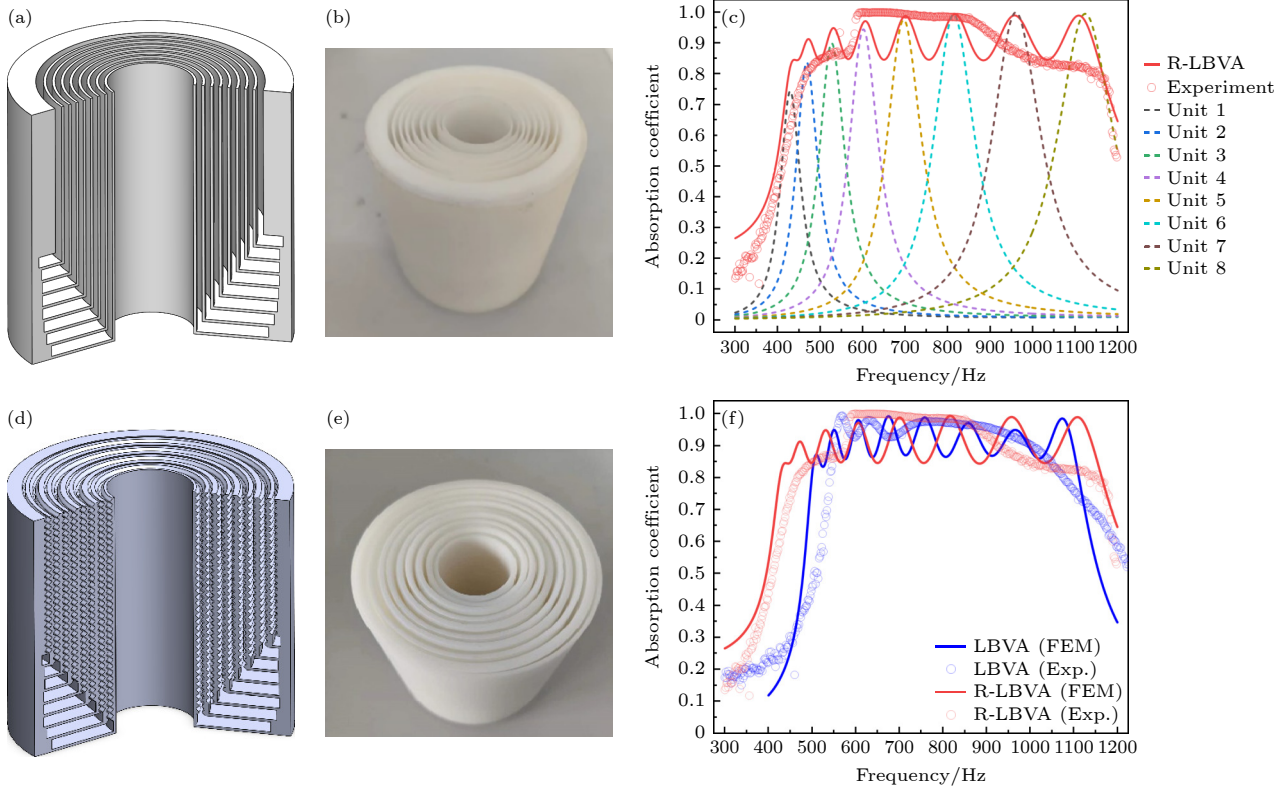 (a)
(b)
(c)
Absorption coefficient
1.0
0.9
0.8
0.7
0.6
0.5
0.4
0.3
0.2
0.1
0
300 400 500 600 700 800 900 1000 1100 1200
Frequency/Hz
R-LBVA
Experiment
Unit 1
Unit 2
Unit 3
Unit 4
Unit 5
Unit 6
Unit 7
Unit 8
(d)
(e)
(f)
Absorption coefficient
1.0
0.9
0.8
0.7
0.6
0.5
0.4
0.3
0.2
0.1
LBVA (FEM)
LBVA (Exp.)
R-LBVA (FEM)
R-LBVA (Exp.)
300 400 500 600 700 800 900 1000 1100 1200
Frequency/Hz